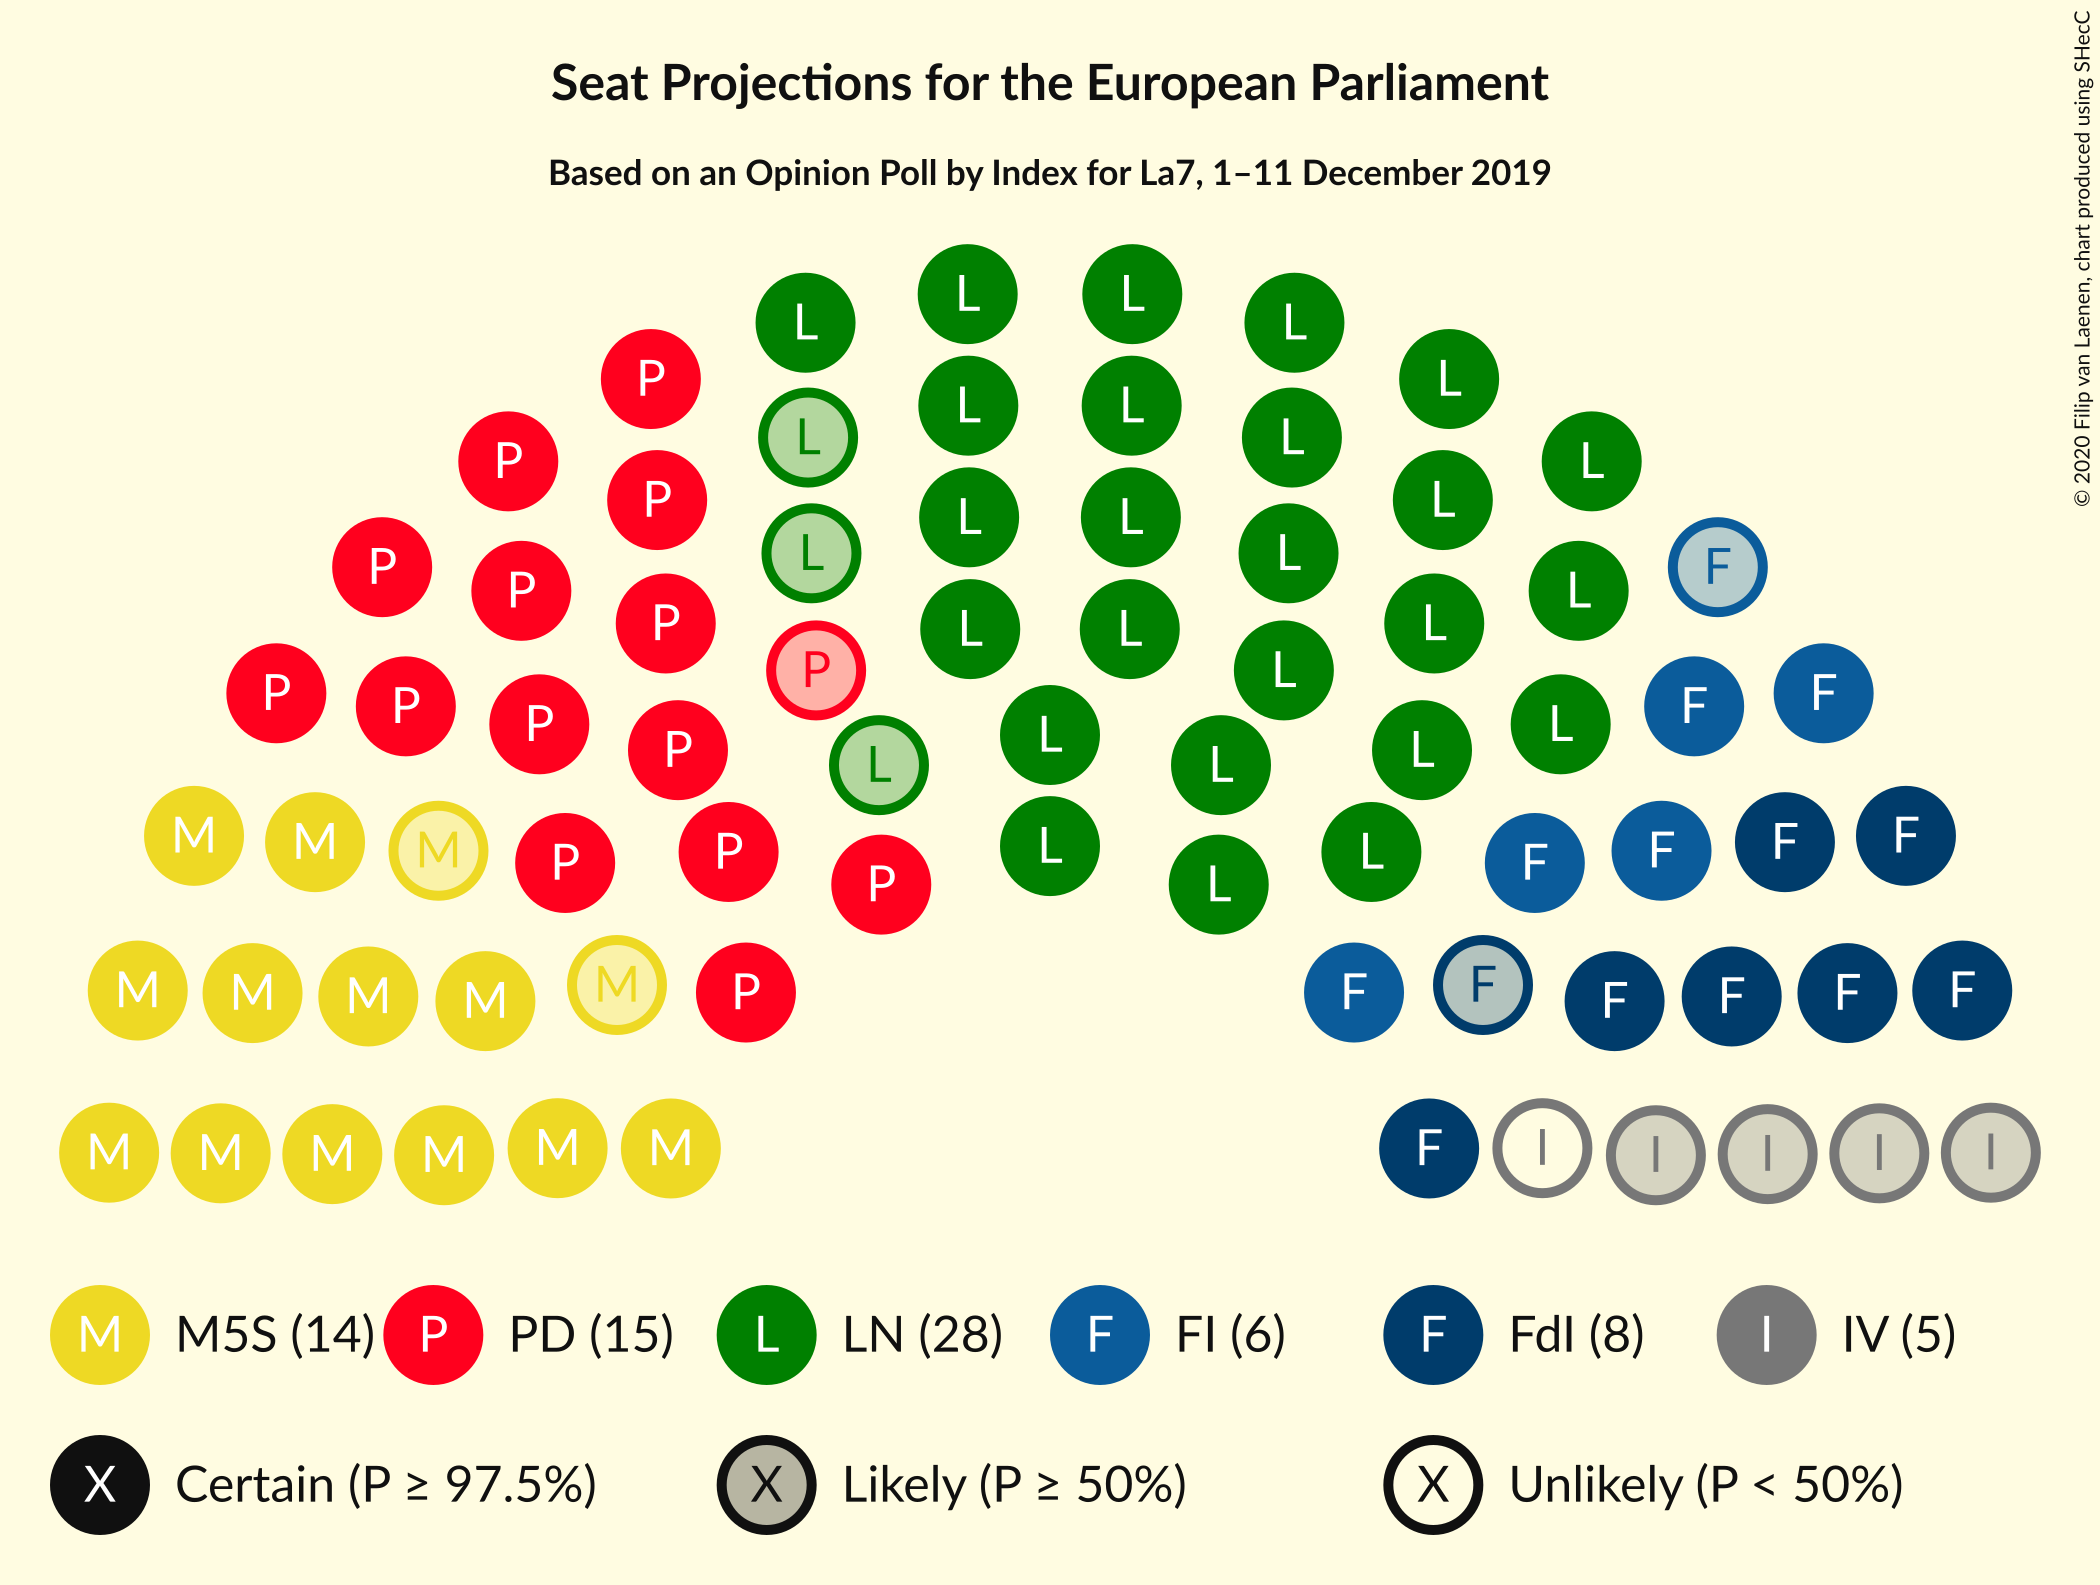 Seat Projections for the European Parliament
Based on an Opinion Poll by Index for La7, 1–11 December 2019
© 2020 Filip van Laenen, chart produced using SHecC
L L L L
P L
L L L L
P L
P L
L L L L
P F
P L
P L
P L
L P L L L
P P F F
P P L L
L L L
M M M P P P L L L F F F F
M M M M M P F F F F F F
M M M M M M F I I I I I
M M5S (14) P PD (15) L LN (28) F FI (6) F FdI (8) I IV (5)
X Certain (P ≥ 97.5%) X Likely (P ≥ 50%) X Unlikely (P < 50%)